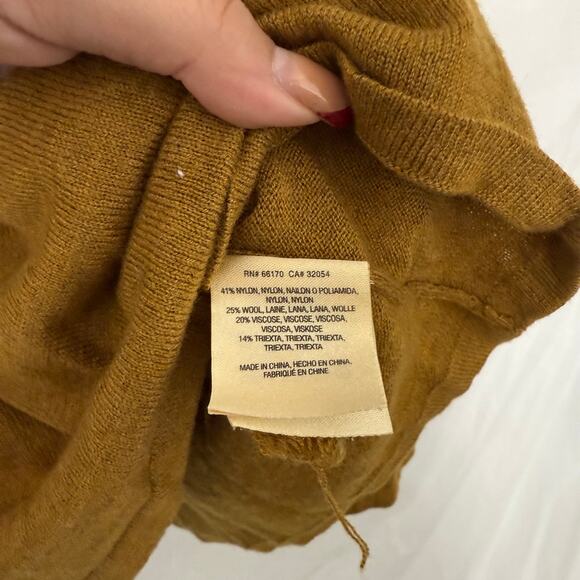 RN# 66170 CA# 32054
41% NYLON, NYLON, NAILON O POLIAMIDA,
NYLON, NYLON
25% WOOL, LAINE, LANA, LANA, WOLLE
20% VISCOSE, VISCOSE, VISCOSA,
VISCOSA, VISKOSE
14% TRIEXTA, TRIEXTA, TRIEXTA,
TRIEXTA, TRIEXTA
MADE IN CHINA, HECHO EN CHINA,
FABRIQUÉ EN CHINE